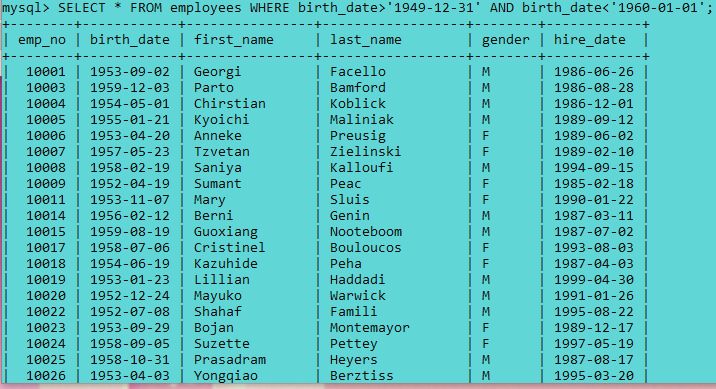 mysql> SELECT * FROM employees WHERE birth_date>'1949-12-31' AND birth_date<'1960-01-01';
+--------+------------+------------+-----------+--------+------------+
| emp_no | birth_date | first_name | last_name | gender | hire_date |
+--------+------------+------------+-----------+--------+------------+
| 10001 | 1953-09-02 | Georgi | Facello | M | 1986-06-26 |
| 10003 | 1959-12-03 | Parto | Bamford | M | 1986-08-28 |
| 10004 | 1954-05-01 | Chirstian | Koblick | M | 1986-12-01 |
| 10005 | 1955-01-21 | Kyoichi | Maliniak | M | 1989-09-12 |
| 10006 | 1953-04-20 | Anneke | Preusig | F | 1989-06-02 |
| 10007 | 1957-05-23 | Tzvetan | Zielinski | F | 1989-02-10 |
| 10008 | 1958-02-19 | Saniya | Kalloufi | M | 1994-09-15 |
| 10009 | 1952-04-19 | Sumant | Peac | F | 1985-02-18 |
| 10011 | 1953-11-07 | Mary | Sluis | F | 1990-01-22 |
| 10014 | 1956-02-12 | Berni | Genin | M | 1987-03-11 |
| 10015 | 1959-08-19 | Guoxiang | Nooteboom | M | 1987-07-02 |
| 10017 | 1958-07-06 | Cristinel | Bouloucos | F | 1993-08-03 |
| 10018 | 1954-06-19 | Kazuhide | Peha | F | 1987-04-03 |
| 10019 | 1953-01-23 | Lillian | Haddadi | M | 1999-04-30 |
| 10020 | 1952-12-24 | Mayuko | Warwick | M | 1991-01-26 |
| 10022 | 1952-07-08 | Shahaf | Famili | M | 1995-08-22 |
| 10023 | 1953-09-29 | Bojan | Montemayor | F | 1989-12-17 |
| 10024 | 1958-09-05 | Suzette | Pettey | F | 1997-05-19 |
| 10025 | 1958-10-31 | Prasadram | Heyers | M | 1987-08-17 |
| 10026 | 1953-04-03 | Yongqiao | Berztiss | M | 1995-03-20 |